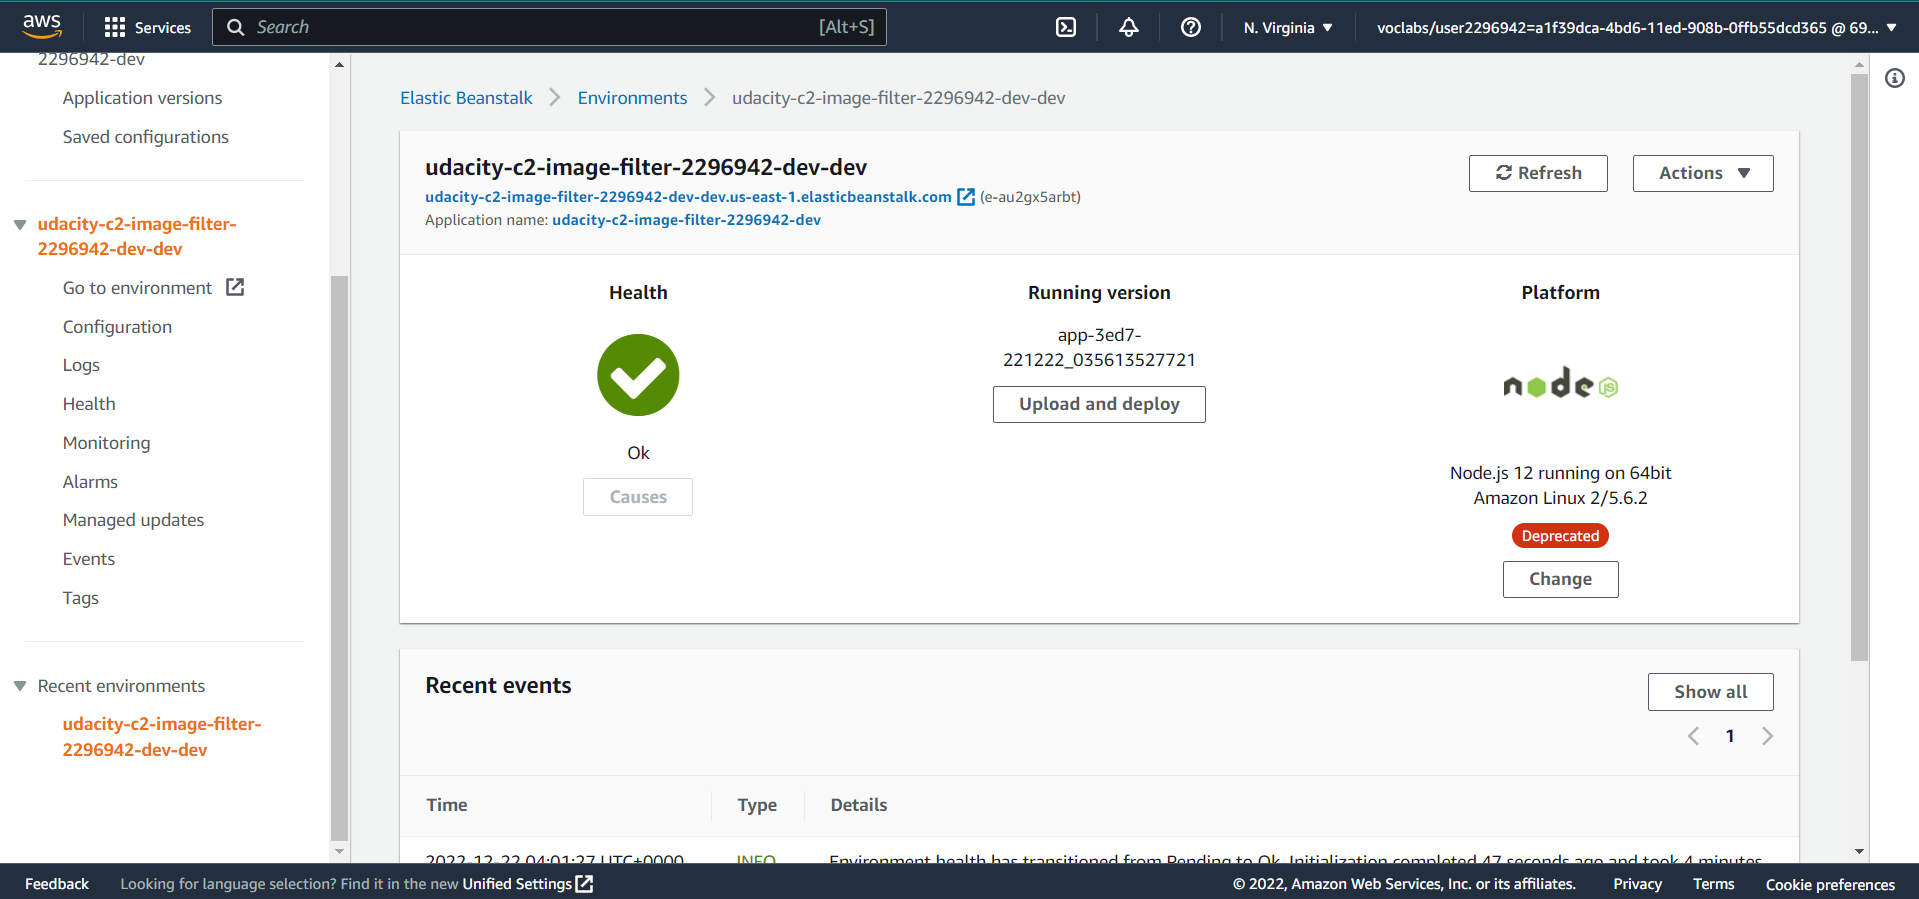 aws
Services
Search
[Alt+S]
N. Virginia
voclabs/user2296942=a1f39dca-4bd6-11ed-908b-0ffb55dcd365 @ 69...
2296942-dev
Application versions
Saved configurations
udacity-c2-image-filter-
2296942-dev-dev
Go to environment
Configuration
Logs
Health
Monitoring
Alarms
Managed updates
Events
Tags
Recent environments
udacity-c2-image-filter-
2296942-dev-dev
Elastic Beanstalk
Environments
udacity-c2-image-filter-2296942-dev-dev
udacity-c2-image-filter-2296942-dev-dev
udacity-c2-image-filter-2296942-dev-dev.us-east-1.elasticbeanstalk.com (e-au2gx5arbt)
Application name: udacity-c2-image-filter-2296942-dev
Refresh
Actions
Health
Ok
Causes
Running version
app-3ed7-
221222_035613527721
Upload and deploy
Platform
node JS
Node.js 12 running on 64bit
Amazon Linux 2/5.6.2
Deprecated
Change
Recent events
Show all
1
Time
Type
Details
2022-12-22 04:01:27 UTC+0000
INFO
Environment health has transitioned from Pending to Ok. Initialization completed 47 seconds ago and took 4 minutes.
Feedback
Looking for language selection? Find it in the new Unified Settings
© 2022, Amazon Web Services, Inc. or its affiliates.
Privacy
Terms
Cookie preferences